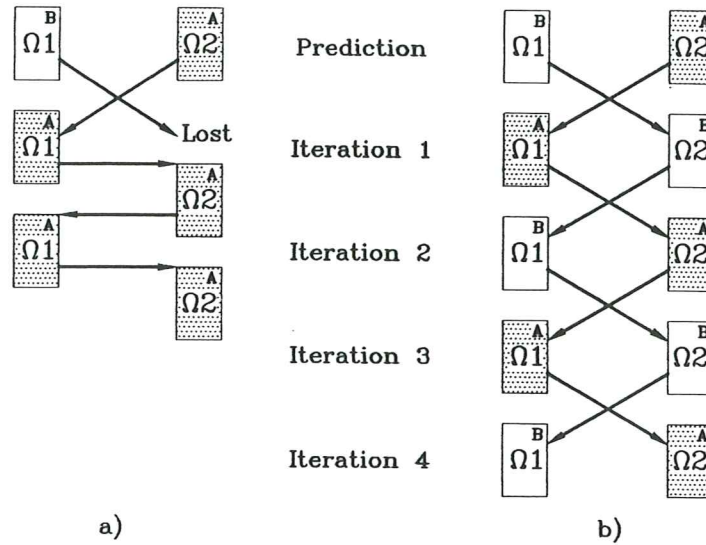 B
Ω1
A
Ω2
Prediction
B
Ω1
A
Ω2
Lost
A
Ω1
Iteration 1
A
Ω1
B
Ω2
A
Ω2
A
Ω1
Iteration 2
B
Ω1
A
Ω2
A
Ω2
Iteration 3
A
Ω1
B
Ω2
Iteration 4
B
Ω1
A
Ω2
a)
b)